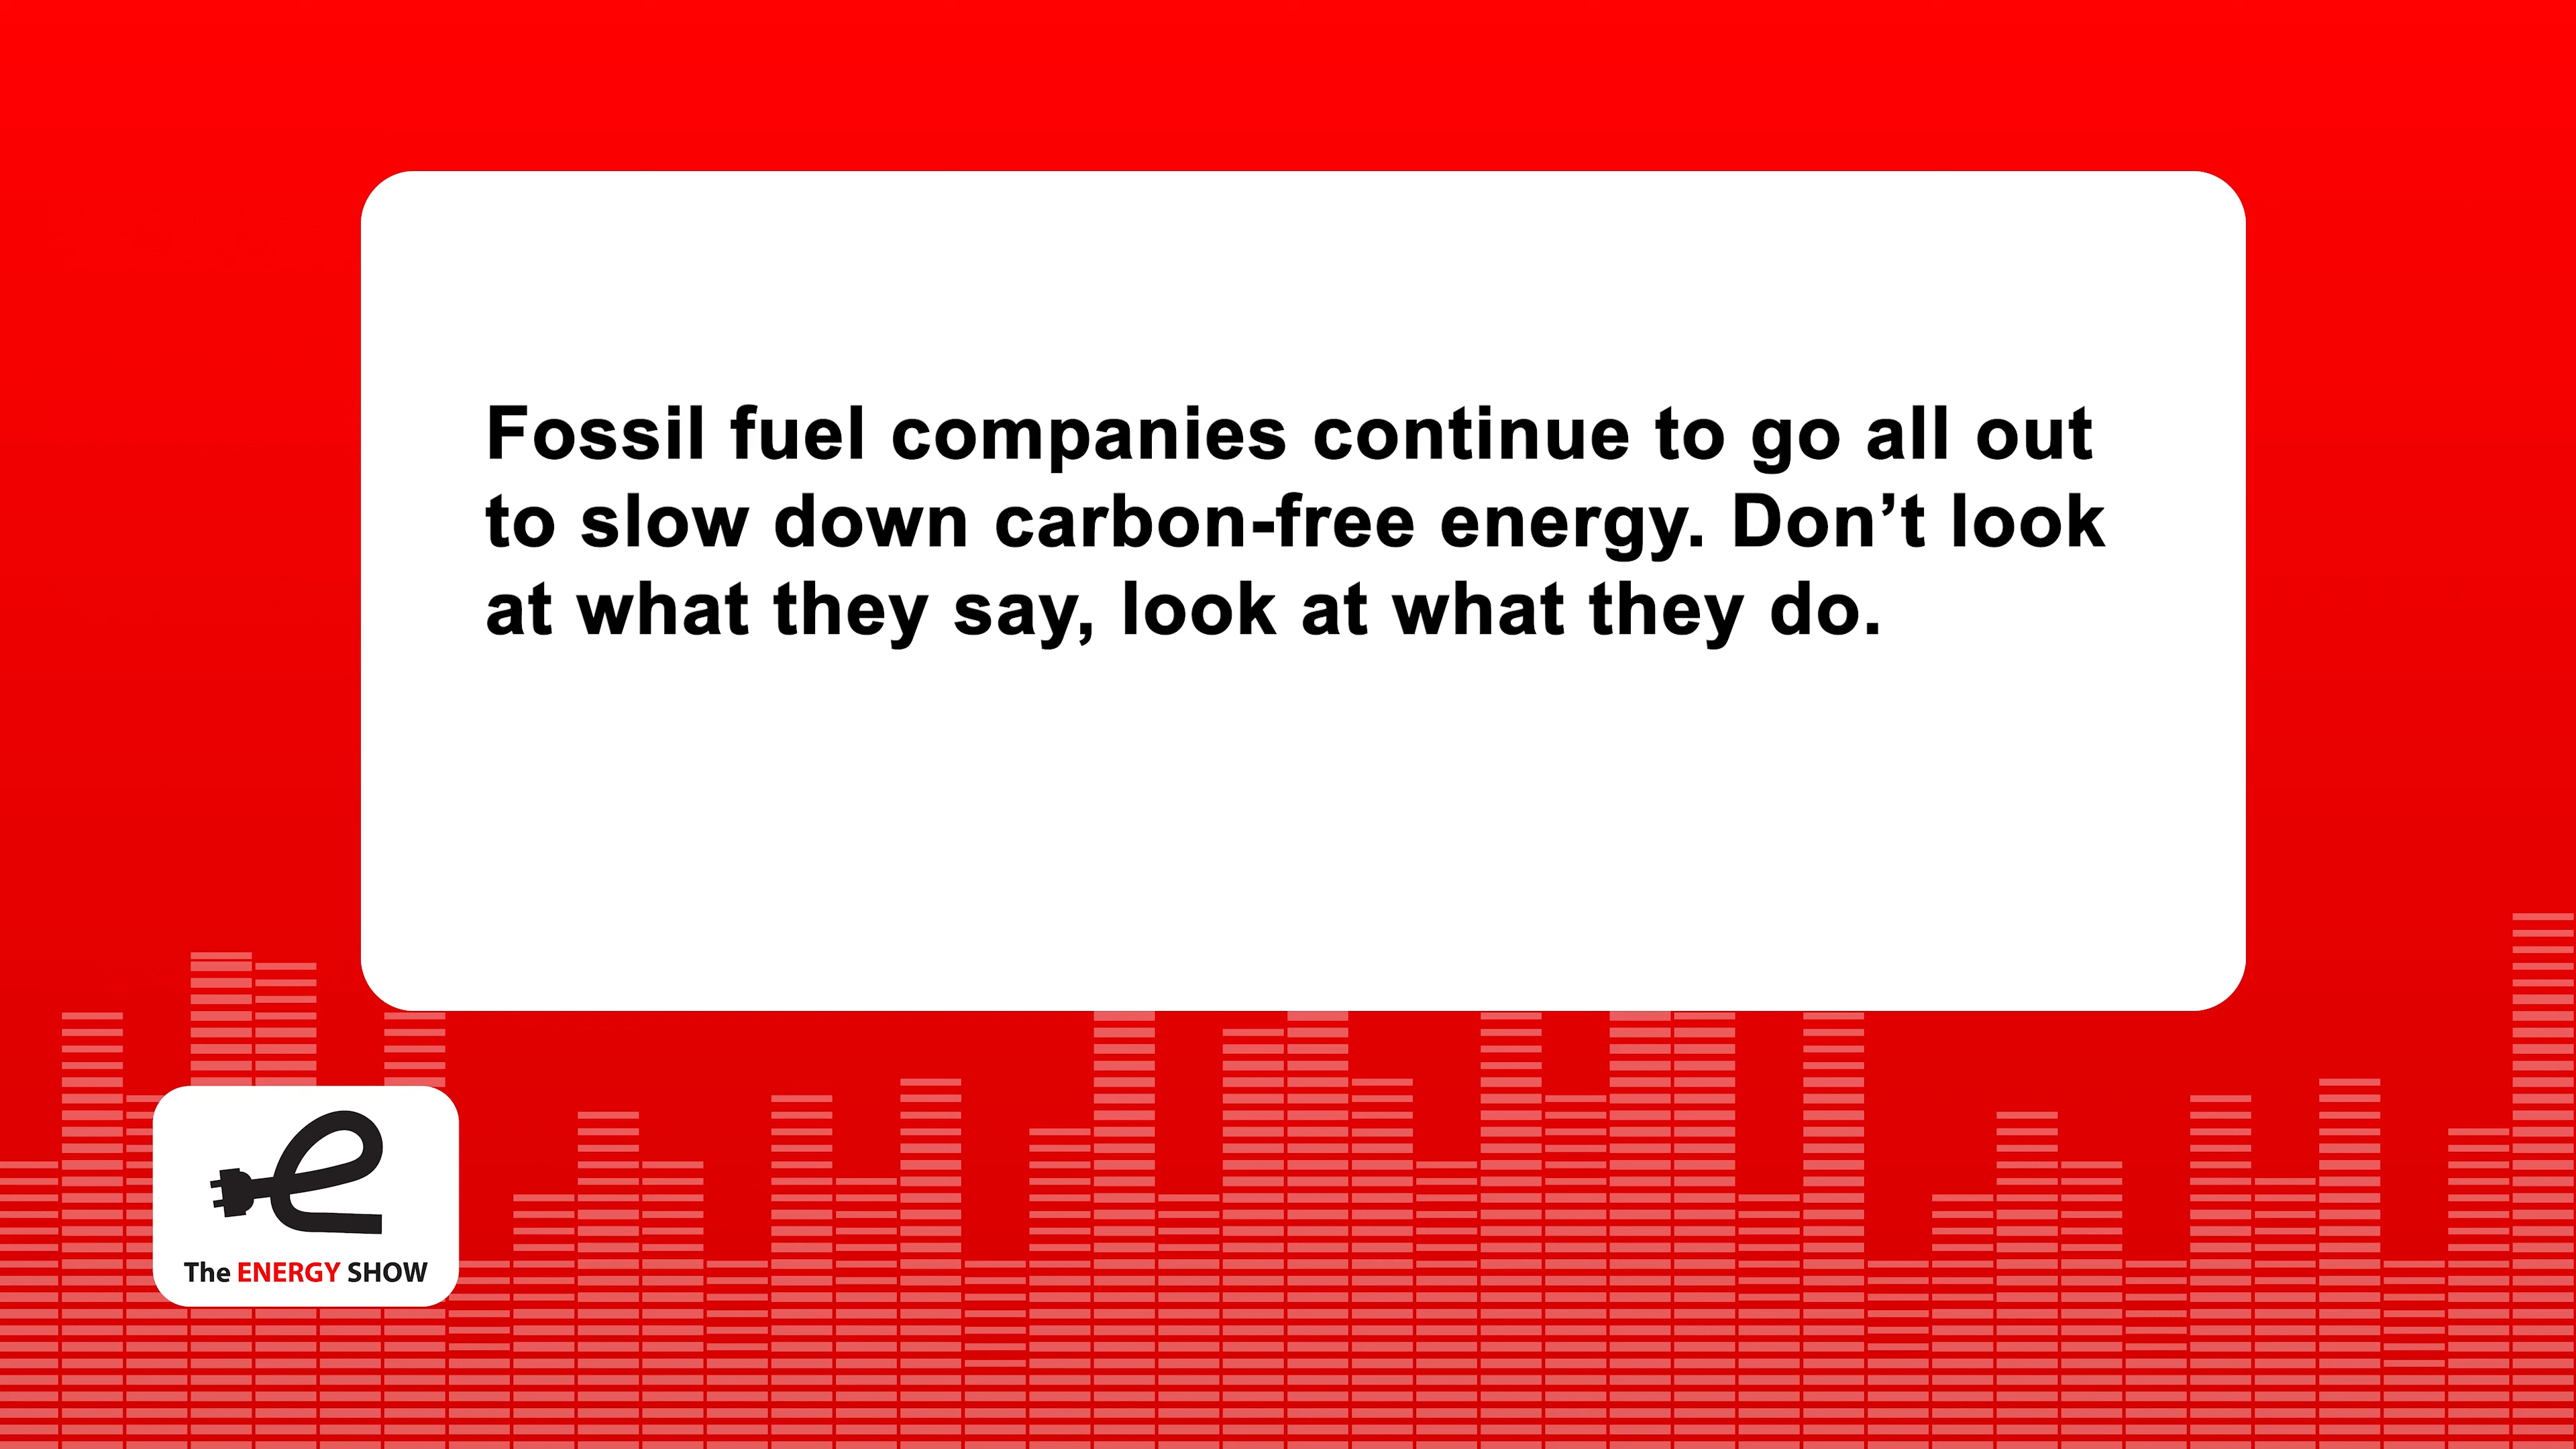 Fossil fuel companies continue to go all out
to slow down carbon-free energy. Don’t look
at what they say, look at what they do.
The ENERGY SHOW